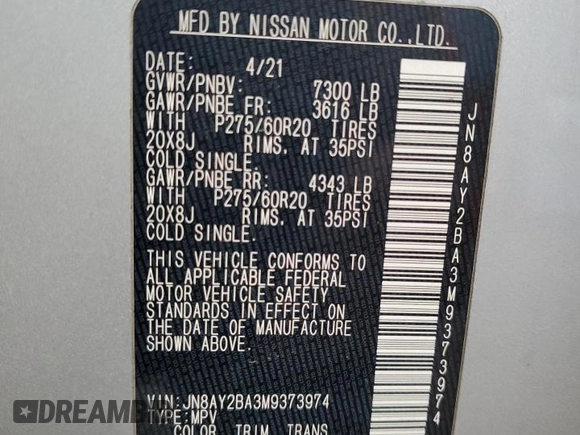 MFD BY NISSAN MOTOR CO.,LTD.
DATE: 4/21
GVWR/PNBV: 7300 LB
GAWR/PNBE FR: 3616 LB
WITH P275/60R20 TIRES
20X8J RIMS, AT 35PSI
COLD SINGLE.
GAWR/PNBE RR: 4343 LB
WITH P275/60R20 TIRES
20X8J RIMS, AT 35PSI
COLD SINGLE.
THIS VEHICLE CONFORMS TO
ALL APPLICABLE FEDERAL
MOTOR VEHICLE SAFETY
STANDARDS IN EFFECT ON
THE DATE OF MANUFACTURE
SHOWN ABOVE.
VIN: JN8AY2BA3M9373974
TYPE: MPV
COLOR TRIM TRANS
JN8AY2BA3M9373974